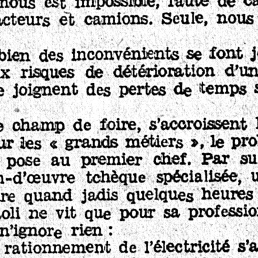 nous est impossible, faute de ca
acteurs et camions. Seule, nous
bien des inconvénients se font j
x risques de détérioration d'un
e joignent des pertes de temps s
e champ de foire, s'accroissent l
ur les « grands métiers », le pro
pose au premier chef. Par su
n-d'œuvre tchèque spécialisée, u
re quand jadis quelques heures
toli ne vit que pour sa profession
n'ignore rien :
rationnement de l'électricité s'a